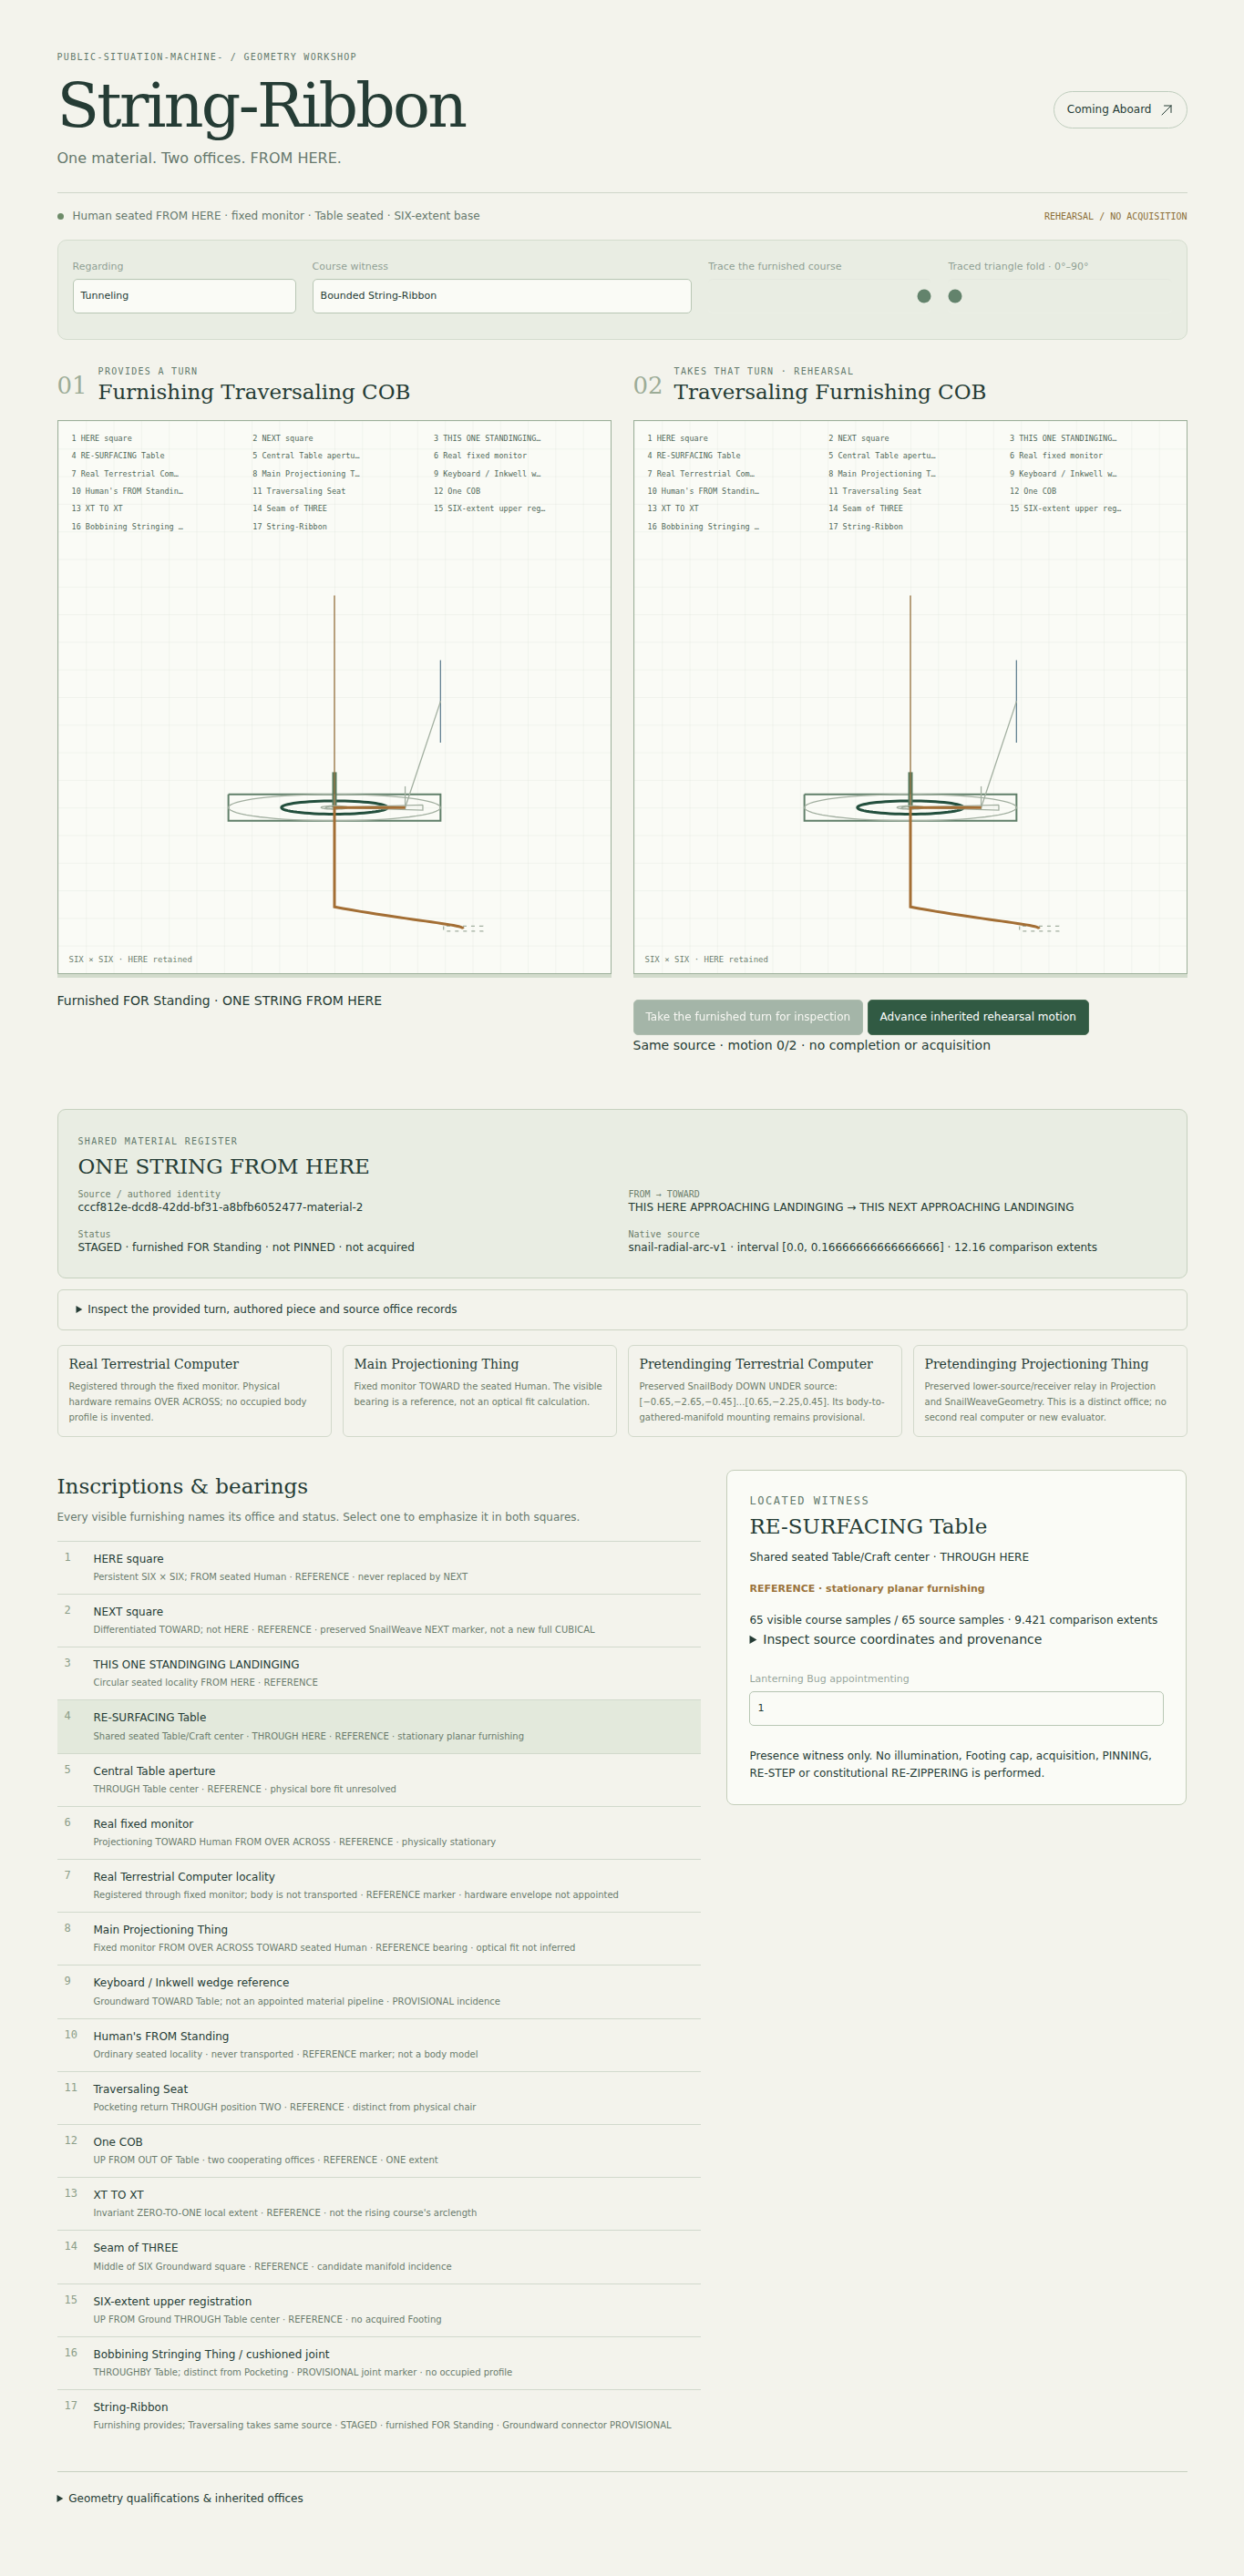 PUBLIC-SITUATION-MACHINE- / GEOMETRY WORKSHOP
String-Ribbon
Coming Aboard
One material. Two offices. FROM HERE.
Human seated FROM HERE · fixed monitor · Table seated · SIX-extent base
REHEARSAL / NO ACQUISITION
Regarding
Course witness
Trace the furnished course
Traced triangle fold · 0°–90°
Tunneling
Bounded String-Ribbon
01
PROVIDES A TURN
Furnishing Traversaling COB
02
TAKES THAT TURN · REHEARSAL
Traversaling Furnishing COB
1 HERE square
2 NEXT square
3 THIS ONE STANDINGING…
4 RE-SURFACING Table
5 Central Table apertu…
6 Real fixed monitor
7 Real Terrestrial Com…
8 Main Projectioning T…
9 Keyboard / Inkwell w…
10 Human's FROM Standin…
11 Traversaling Seat
12 One COB
13 XT TO XT
14 Seam of THREE
15 SIX-extent upper reg…
16 Bobbining Stringing …
17 String-Ribbon
SIX × SIX · HERE retained
1 HERE square
2 NEXT square
3 THIS ONE STANDINGING…
4 RE-SURFACING Table
5 Central Table apertu…
6 Real fixed monitor
7 Real Terrestrial Com…
8 Main Projectioning T…
9 Keyboard / Inkwell w…
10 Human's FROM Standin…
11 Traversaling Seat
12 One COB
13 XT TO XT
14 Seam of THREE
15 SIX-extent upper reg…
16 Bobbining Stringing …
17 String-Ribbon
SIX × SIX · HERE retained
Furnished FOR Standing · ONE STRING FROM HERE
Take the furnished turn for inspection
Advance inherited rehearsal motion
Same source · motion 0/2 · no completion or acquisition
SHARED MATERIAL REGISTER
ONE STRING FROM HERE
Source / authored identity
cccf812e-dcd8-42dd-bf31-a8bfb6052477-material-2
FROM → TOWARD
THIS HERE APPROACHING LANDINGING → THIS NEXT APPROACHING LANDINGING
Status
STAGED · furnished FOR Standing · not PINNED · not acquired
Native source
snail-radial-arc-v1 · interval [0.0, 0.16666666666666666] · 12.16 comparison extents
Inspect the provided turn, authored piece and source office records
Real Terrestrial Computer
Registered through the fixed monitor. Physical
hardware remains OVER ACROSS; no occupied body
profile is invented.
Main Projectioning Thing
Fixed monitor TOWARD the seated Human. The visible
bearing is a reference, not an optical fit calculation.
Pretendinging Terrestrial Computer
Preserved SnailBody DOWN UNDER source:
[−0.65,−2.65,−0.45]…[0.65,−2.25,0.45]. Its body-to-
gathered-manifold mounting remains provisional.
Pretendinging Projectioning Thing
Preserved lower-source/receiver relay in Projection
and SnailWeaveGeometry. This is a distinct office; no
second real computer or new evaluator.
Inscriptions & bearings
Every visible furnishing names its office and status. Select one to emphasize it in both squares.
1
HERE square
Persistent SIX × SIX; FROM seated Human · REFERENCE · never replaced by NEXT
2
NEXT square
Differentiated TOWARD; not HERE · REFERENCE · preserved SnailWeave NEXT marker, not a new full CUBICAL
3
THIS ONE STANDINGING LANDINGING
Circular seated locality FROM HERE · REFERENCE
4
RE-SURFACING Table
Shared seated Table/Craft center · THROUGH HERE · REFERENCE · stationary planar furnishing
5
Central Table aperture
THROUGH Table center · REFERENCE · physical bore fit unresolved
6
Real fixed monitor
Projectioning TOWARD Human FROM OVER ACROSS · REFERENCE · physically stationary
7
Real Terrestrial Computer locality
Registered through fixed monitor; body is not transported · REFERENCE marker · hardware envelope not appointed
8
Main Projectioning Thing
Fixed monitor FROM OVER ACROSS TOWARD seated Human · REFERENCE bearing · optical fit not inferred
9
Keyboard / Inkwell wedge reference
Groundward TOWARD Table; not an appointed material pipeline · PROVISIONAL incidence
10
Human's FROM Standing
Ordinary seated locality · never transported · REFERENCE marker; not a body model
11
Traversaling Seat
Pocketing return THROUGH position TWO · REFERENCE · distinct from physical chair
12
One COB
UP FROM OUT OF Table · two cooperating offices · REFERENCE · ONE extent
13
XT TO XT
Invariant ZERO-TO-ONE local extent · REFERENCE · not the rising course's arclength
14
Seam of THREE
Middle of SIX Groundward square · REFERENCE · candidate manifold incidence
15
SIX-extent upper registration
UP FROM Ground THROUGH Table center · REFERENCE · no acquired Footing
16
Bobbining Stringing Thing / cushioned joint
THROUGHBY Table; distinct from Pocketing · PROVISIONAL joint marker · no occupied profile
17
String-Ribbon
Furnishing provides; Traversaling takes same source · STAGED · furnished FOR Standing · Groundward connector PROVISIONAL
LOCATED WITNESS
RE-SURFACING Table
Shared seated Table/Craft center · THROUGH HERE
REFERENCE · stationary planar furnishing
65 visible course samples / 65 source samples · 9.421 comparison extents
Inspect source coordinates and provenance
Lanterning Bug appointmenting
1
Presence witness only. No illumination, Footing cap, acquisition, PINNING,
RE-STEP or constitutional RE-ZIPPERING is performed.
Geometry qualifications & inherited offices